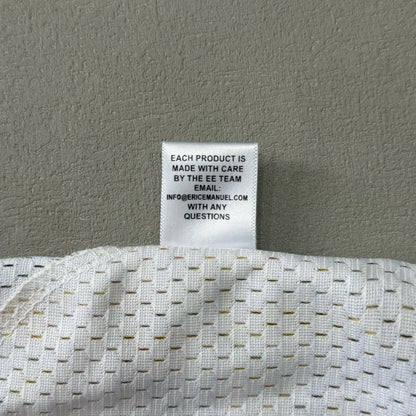 EACH PRODUCT IS
MADE WITH CARE
BY THE EE TEAM
EMAIL:
INFO@ERICEMANUEL.COM
WITH ANY
QUESTIONS